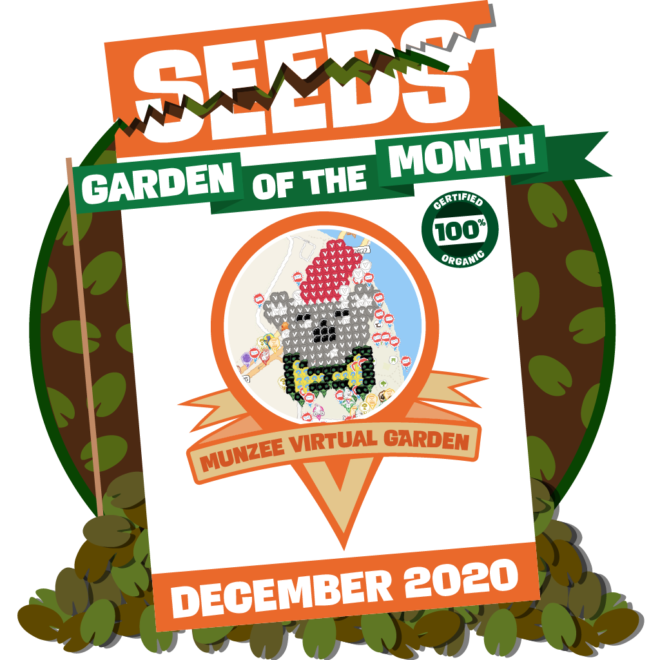 SEEDS
GARDEN OF THE MONTH
CERTIFIED
100%
ORGANIC
MUNZEE VIRTUAL GARDEN
DECEMBER 2020